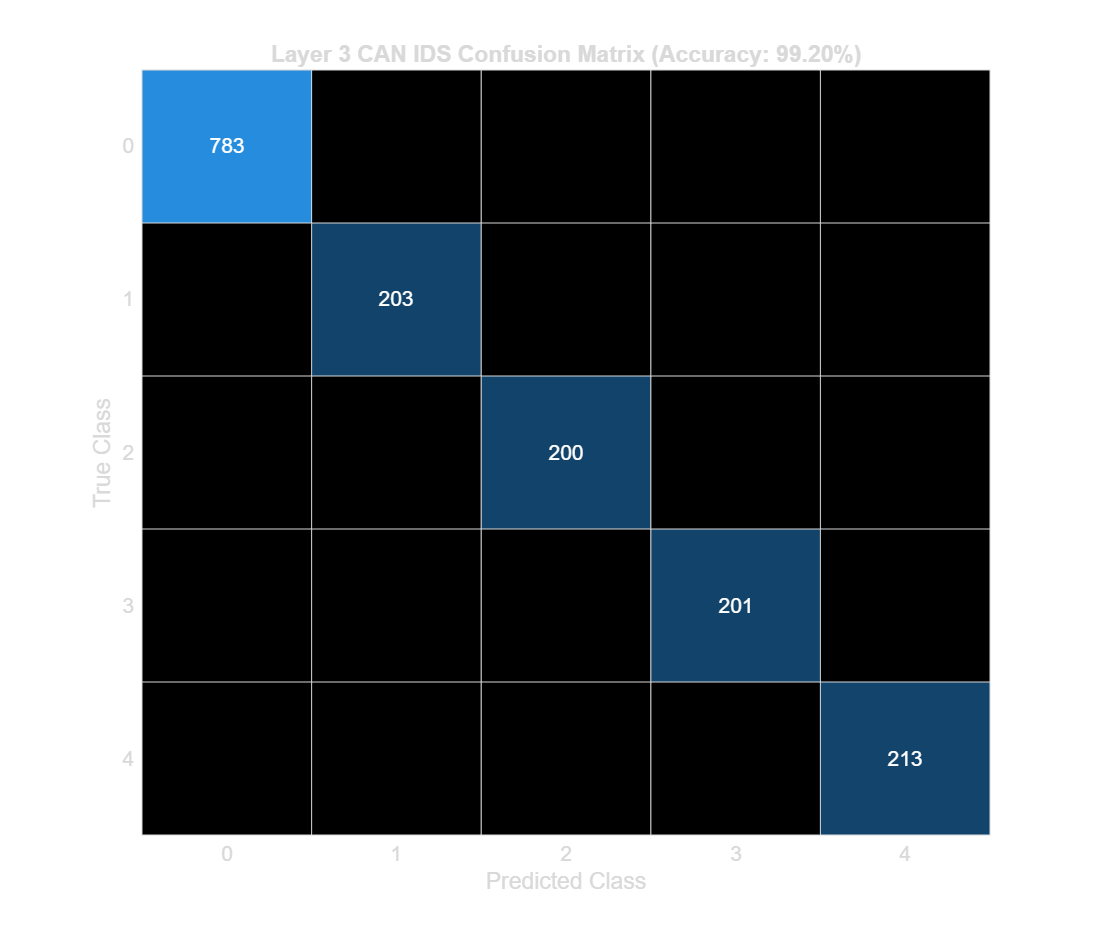 Layer 3 CAN IDS Confusion Matrix (Accuracy: 99.20%)
0
783
1
203
True Class
2
200
3
201
4
213
0 1 2 3 4
Predicted Class